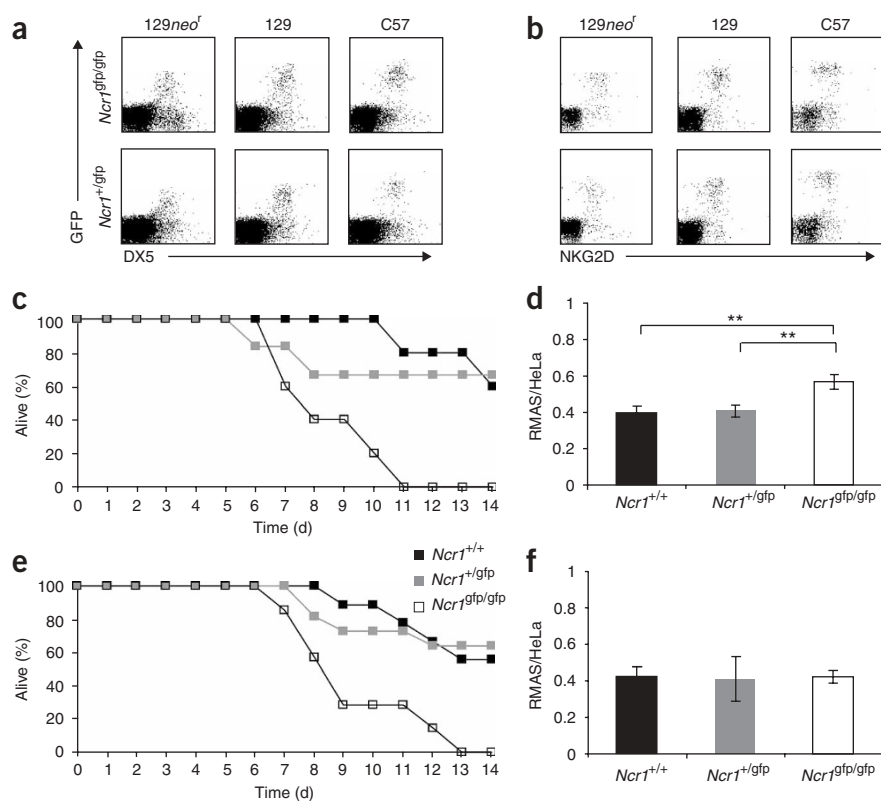 a
129neoʳ 129 C57
Ncr1gfp/gfp
Ncr1+/gfp
GFP
DX5
b
129neoʳ 129 C57
NKG2D
c
Alive (%)
100
80
60
40
20
0
0 1 2 3 4 5 6 7 8 9 10 11 12 13 14
Time (d)
d
RMAS/HeLa
1
0.8
0.6
0.4
0.2
0
**
**
Ncr1+/+ Ncr1+/gfp Ncr1gfp/gfp
e
Ncr1+/+
Ncr1+/gfp
Ncr1gfp/gfp
Alive (%)
100
80
60
40
20
0
0 1 2 3 4 5 6 7 8 9 10 11 12 13 14
Time (d)
f
RMAS/HeLa
1
0.8
0.6
0.4
0.2
0
Ncr1+/+ Ncr1+/gfp Ncr1gfp/gfp